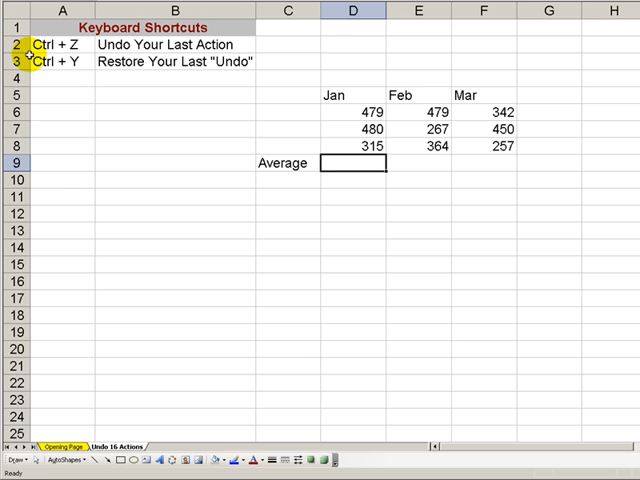 A B C D E F G H
1 Keyboard Shortcuts
2 Ctrl + Z Undo Your Last Action
3 Ctrl + Y Restore Your Last "Undo"
4
5 Jan Feb Mar
6 479 479 342
7 480 267 450
8 315 364 257
9 Average
10
11
12
13
14
15
16
17
18
19
20
21
22
23
24
25
Opening Page Undo 16 Actions
Draw AutoShapes
Ready